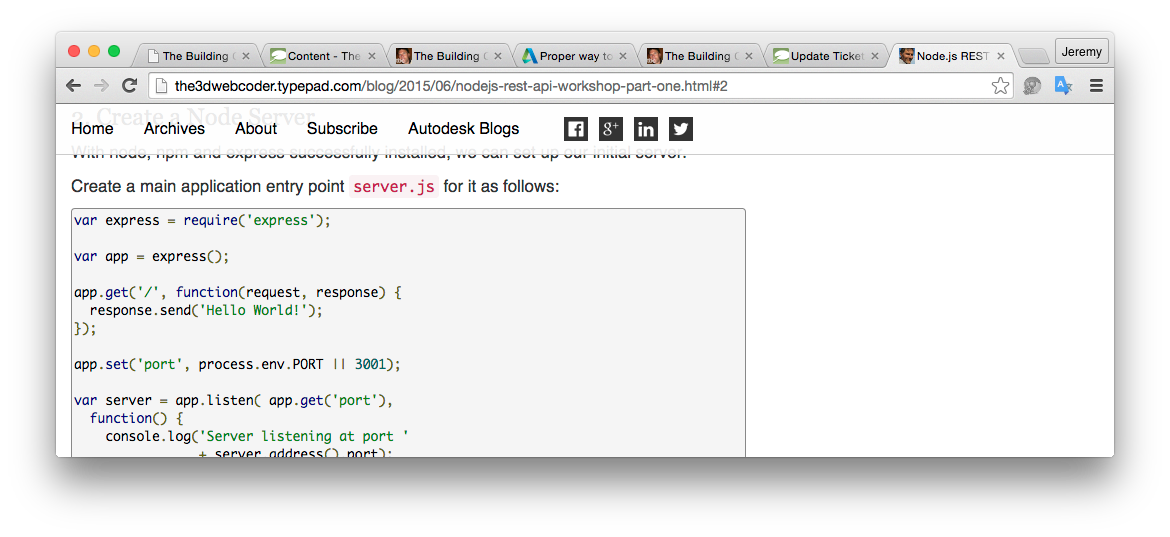 The Building
Content - The
The Building
Proper way to
The Building
Update Ticket
Node.js REST
Jeremy
the3dwebcoder.typepad.com/blog/2015/06/nodejs-rest-api-workshop-part-one.html#2
2. Create a Node Server
Home Archives About Subscribe Autodesk Blogs
With node, npm and express successfully installed, we can set up our initial server.
Create a main application entry point server.js for it as follows:
var express = require('express');
var app = express();
app.get('/', function(request, response) {
response.send('Hello World!');
});
app.set('port', process.env.PORT || 3001);
var server = app.listen( app.get('port'),
function() {
console.log('Server listening at port '
+ server.address().port);